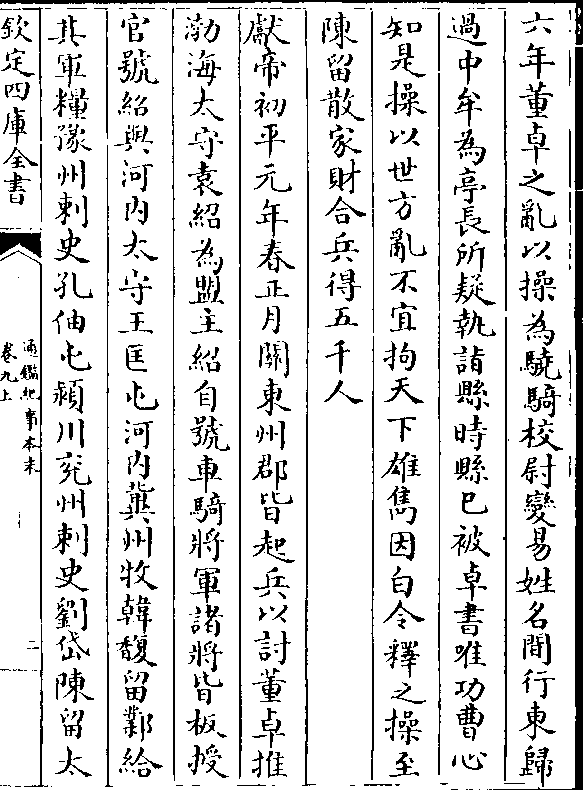 六年董卓之亂以操為驍騎校尉變易姓名間行東歸
過中牟為亭長所疑執詣縣時縣已被卓書唯功曹心
知是操以世方亂不宜拘天下雄雋因白令釋之操至
陳留散家財合兵得五千人
獻帝初平元年春正月關東州郡皆起兵以討董卓推
渤海太守袁紹為盟主紹自號車騎將軍諸將皆板授
官號紹與河内太守王匡屯河内冀州牧韓馥留鄴給
其軍糧豫州刺史孔伷屯潁川兖州刺史劉岱陳留太
欽定四庫全書
通鑑紀事本末
卷九上
二